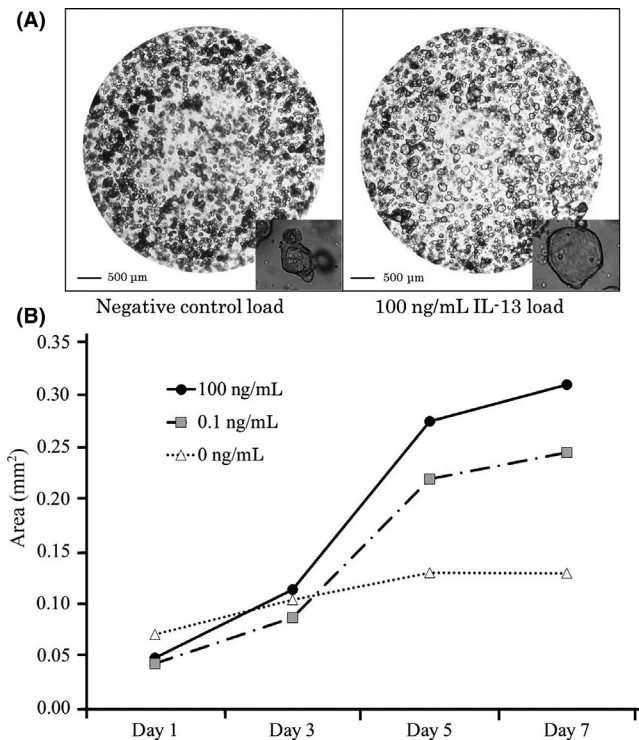 (A)
500 µm
500 µm
Negative control load
100 ng/mL IL-13 load
(B)
0.35
0.30
0.25
0.20
0.15
0.10
0.05
0.00
Area (mm²)
100 ng/mL
0.1 ng/mL
0 ng/mL
Day 1
Day 3
Day 5
Day 7